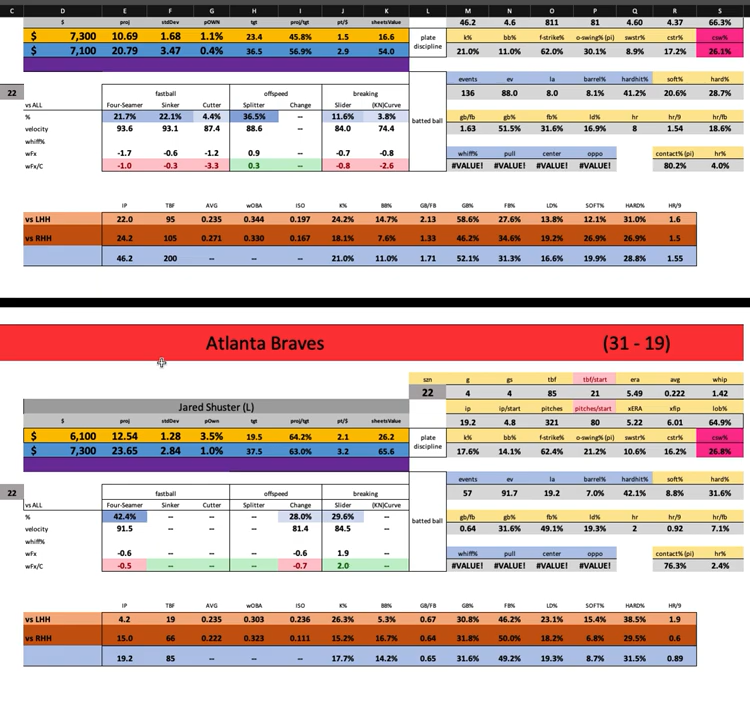 C D E F G H I J K L M N O P Q R S
$ proj stdDev pOWN tgt proj/tgt pt/$ sheetsValue 46.2 4.6 811 81 4.60 4.37 66.3%
$ 7,300 10.69 1.68 1.1% 23.4 45.8% 1.5 16.6 plate discipline k% bb% f-strike% o-swing% (pi) swstr% cstr% csw%
$ 7,100 20.79 3.47 0.4% 36.5 56.9% 2.9 54.0 21.0% 11.0% 62.0% 30.1% 8.9% 17.2% 26.1%
events ev la barrel% hardhit% soft% hard%
22 fastball offspeed breaking 136 88.0 8.0 8.1% 41.2% 20.6% 28.7%
vs ALL Four-Seamer Sinker Cutter Splitter Change Slider (KN)Curve
% 21.7% 22.1% 4.4% 36.5% -- 11.6% 3.8% batted ball gb/fb gb% fb% ld% hr hr/9 hr/fb
velocity 93.6 93.1 87.4 88.6 -- 84.0 74.4 1.63 51.5% 31.6% 16.9% 8 1.54 18.6%
whiff%
wFx -1.7 -0.6 -1.2 0.9 -0.7 -0.8 whiff% pull center oppo contact% (pi) hr%
wFx/C -1.0 -0.3 -3.3 0.3 -- -0.8 -2.6 #VALUE! #VALUE! #VALUE! #VALUE! 80.2% 4.0%
IP TBF AVG wOBA ISO K% BB% GB/FB GB% FB% LD% SOFT% HARD% HR/9
vs LHH 22.0 95 0.235 0.344 0.197 24.2% 14.7% 2.13 58.6% 27.6% 13.8% 12.1% 31.0% 1.6
vs RHH 24.2 105 0.271 0.330 0.197 18.1% 7.6% 1.33 46.2% 34.6% 19.2% 26.9% 26.9% 1.5
46.2 200 -- -- -- 21.0% 11.0% 1.71 52.1% 31.3% 16.6% 19.9% 28.8% 1.55
Atlanta Braves (31 - 19)
szn g gs tbf tbf/start era avg whip
22 4 4 85 21 5.49 0.222 1.42
Jared Shuster (L) ip ip/start pitches pitches/start xERA xfip lob%
$ proj stdDev pOwn tgt proj/tgt pt/$ sheetsValue 19.2 4.8 321 80 5.22 6.01 64.9%
$ 6,100 12.54 1.28 3.5% 19.5 64.2% 2.1 26.2 plate discipline k% bb% f-strike% o-swing% (pi) swstr% cstr% csw%
$ 7,300 23.65 2.84 1.0% 37.5 63.0% 3.2 65.6 17.6% 14.1% 62.4% 21.2% 10.6% 16.2% 26.8%
events ev la barrel% hardhit% soft% hard%
22 fastball offspeed breaking 57 91.7 19.2 7.0% 42.1% 8.8% 31.6%
vs ALL Four-Seamer Sinker Cutter Splitter Change Slider (KN)Curve
% 42.4% -- -- -- 28.0% 29.6% -- batted ball gb/fb gb% fb% ld% hr hr/9 hr/fb
velocity 91.5 -- -- -- 81.4 84.5 -- 0.64 31.6% 49.1% 19.3% 2 0.92 7.1%
whiff%
wFx -0.6 -0.6 1.9 whiff% pull center oppo contact% (pi) hr%
wFx/C -0.5 -- -- -- -0.7 2.0 -- #VALUE! #VALUE! #VALUE! #VALUE! 76.3% 2.4%
IP TBF AVG wOBA ISO K% BB% GB/FB GB% FB% LD% SOFT% HARD% HR/9
vs LHH 4.2 19 0.235 0.303 0.236 26.3% 5.3% 0.67 30.8% 46.2% 23.1% 15.4% 38.5% 1.9
vs RHH 15.0 66 0.222 0.323 0.111 15.2% 16.7% 0.64 31.8% 50.0% 18.2% 6.8% 29.5% 0.6
19.2 85 -- -- -- 17.7% 14.2% 0.65 31.6% 49.2% 19.3% 8.7% 31.5% 0.89